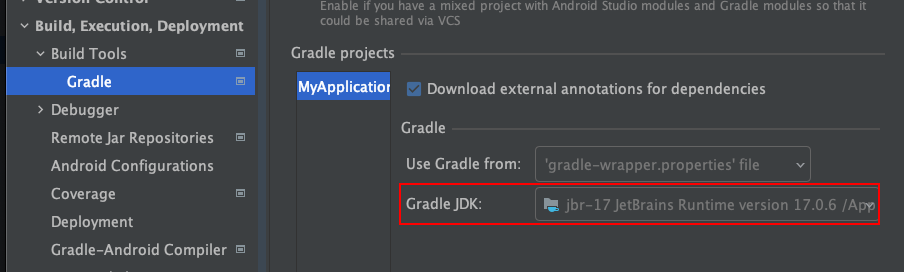 Version Control
Build, Execution, Deployment
Build Tools
Gradle
Debugger
Remote Jar Repositories
Android Configurations
Coverage
Deployment
Gradle-Android Compiler
Enable if you have a mixed project with Android Studio modules and Gradle modules so that it
could be shared via VCS
Gradle projects
MyApplication
Download external annotations for dependencies
Gradle
Use Gradle from: 'gradle-wrapper.properties' file
Gradle JDK: jbr-17 JetBrains Runtime version 17.0.6 /App